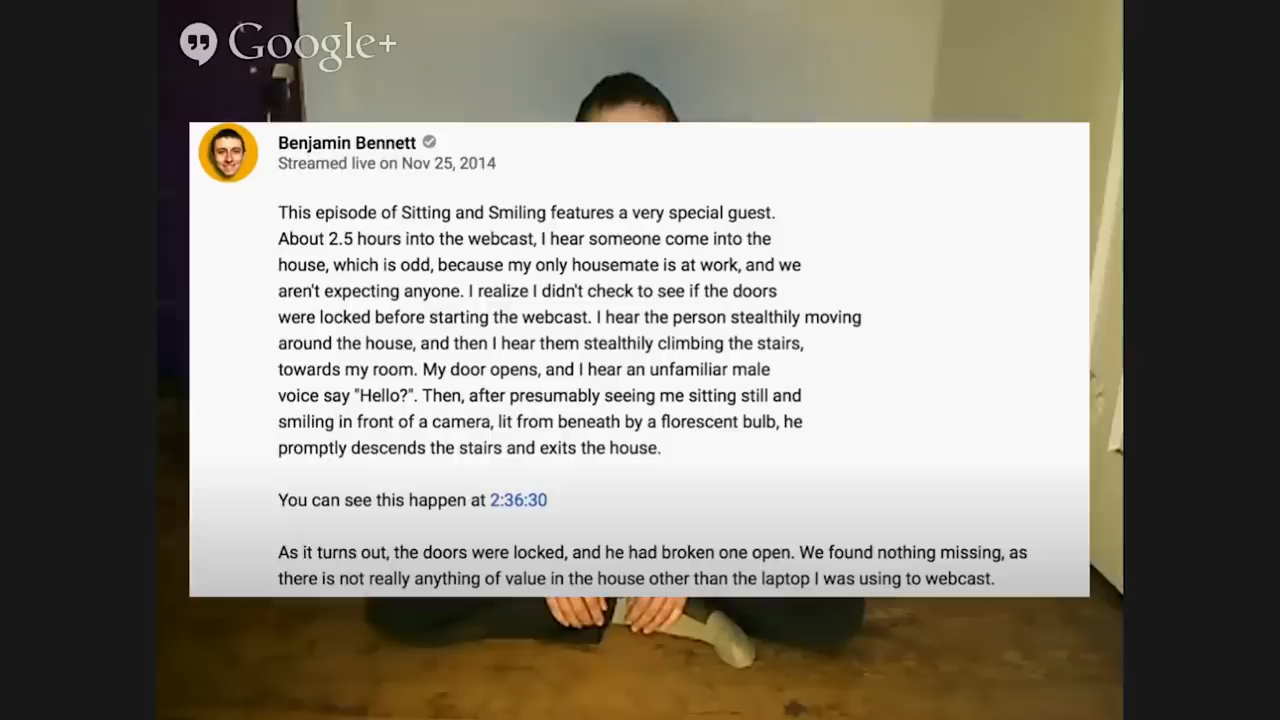 Google+
Benjamin Bennett
Streamed live on Nov 25, 2014
This episode of Sitting and Smiling features a very special guest.
About 2.5 hours into the webcast, I hear someone come into the
house, which is odd, because my only housemate is at work, and we
aren't expecting anyone. I realize I didn't check to see if the doors
were locked before starting the webcast. I hear the person stealthily moving
around the house, and then I hear them stealthily climbing the stairs,
towards my room. My door opens, and I hear an unfamiliar male
voice say "Hello?". Then, after presumably seeing me sitting still and
smiling in front of a camera, lit from beneath by a florescent bulb, he
promptly descends the stairs and exits the house.
You can see this happen at 2:36:30
As it turns out, the doors were locked, and he had broken one open. We found nothing missing, as
there is not really anything of value in the house other than the laptop I was using to webcast.